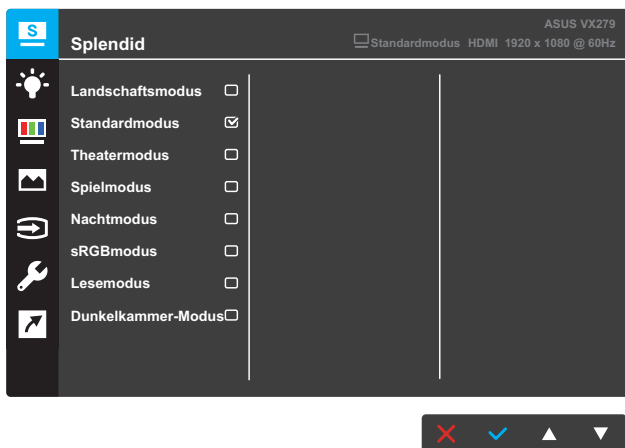 S
ASUS VX279
Splendid
Standardmodus HDMI 1920 x 1080 @ 60Hz
Landschaftsmodus
Standardmodus
Theatermodus
Spielmodus
Nachtmodus
sRGBmodus
Lesemodus
Dunkelkammer-Modus